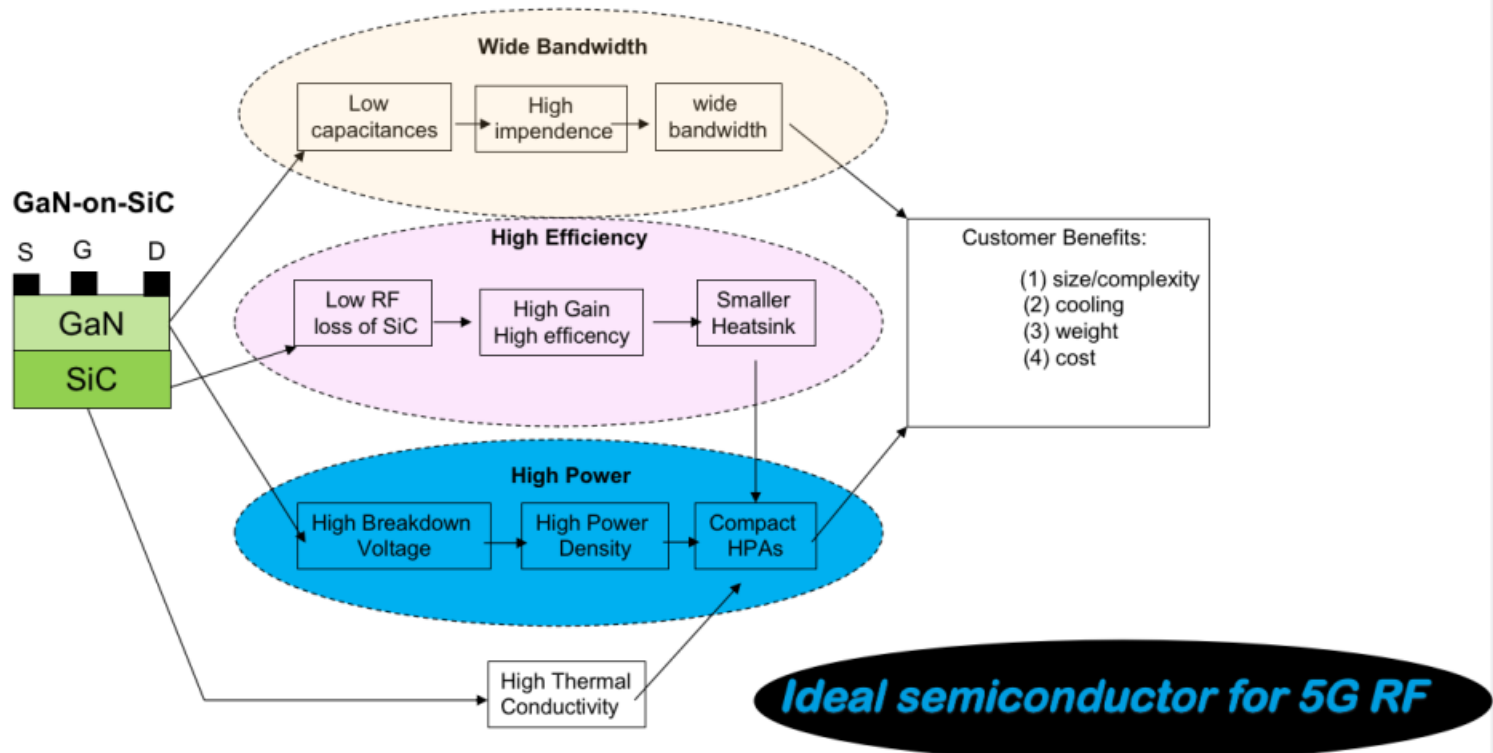 Wide Bandwidth
Low
capacitances
High
impendence
wide
bandwidth
GaN-on-SiC
S G D
GaN
SiC
High Efficiency
Low RF
loss of SiC
High Gain
High efficency
Smaller
Heatsink
Customer Benefits:
(1) size/complexity
(2) cooling
(3) weight
(4) cost
High Power
High Breakdown
Voltage
High Power
Density
Compact
HPAs
High Thermal
Conductivity
Ideal semiconductor for 5G RF